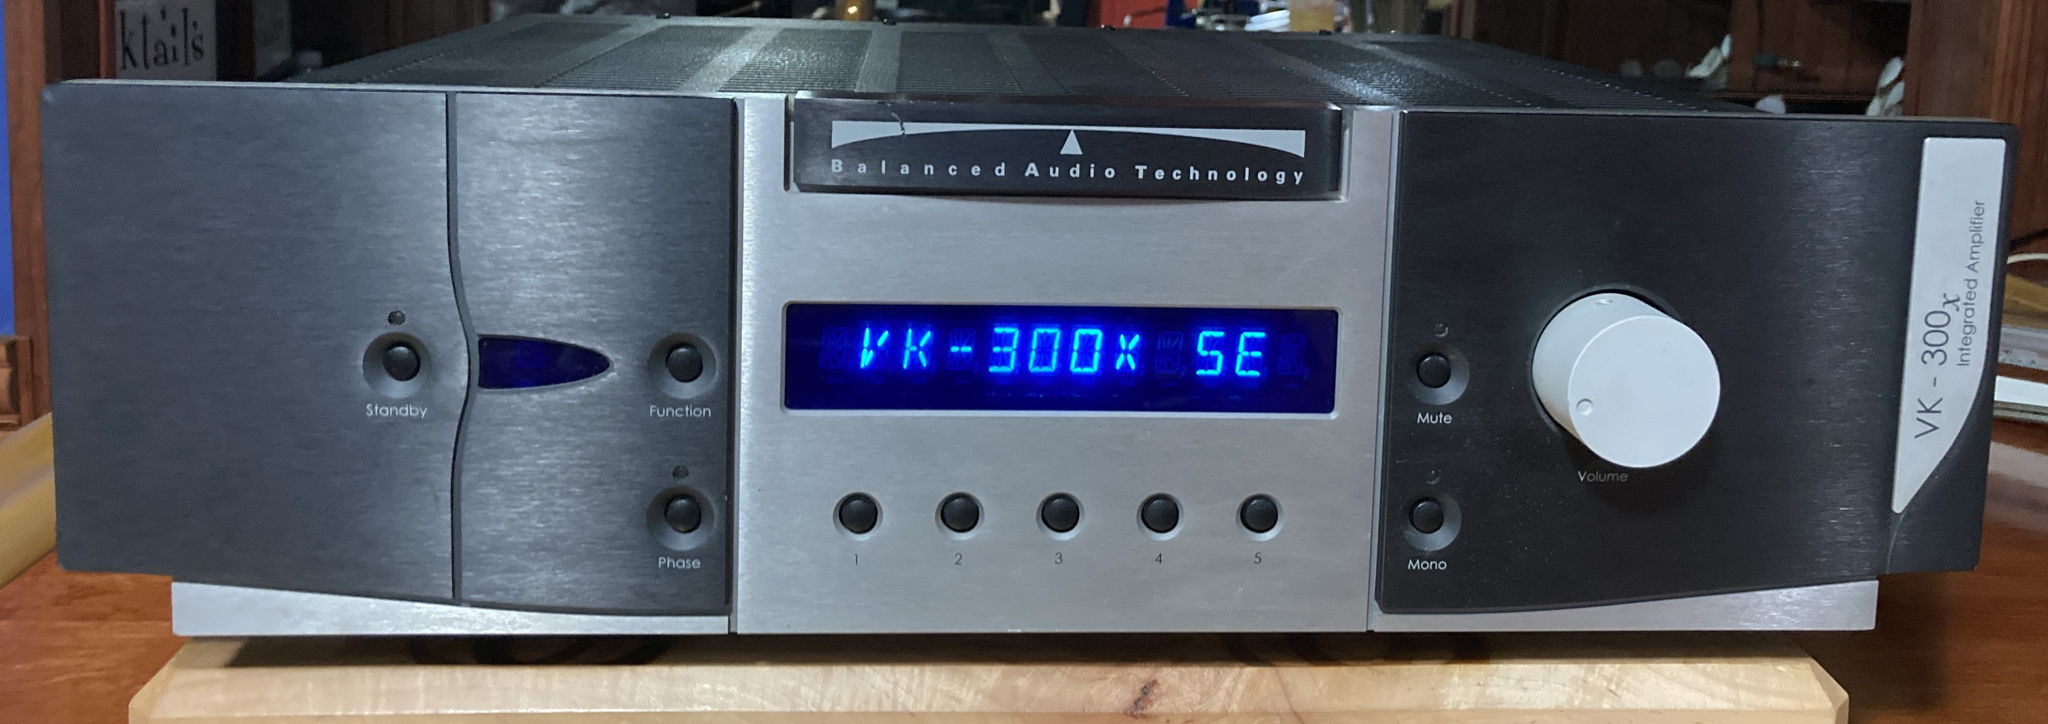 ktails
Balanced Audio Technology
VK-300x SE
Standby
Function
Phase
1 2 3 4 5
Mute
Mono
Volume
VK - 300x
Integrated Amplifier